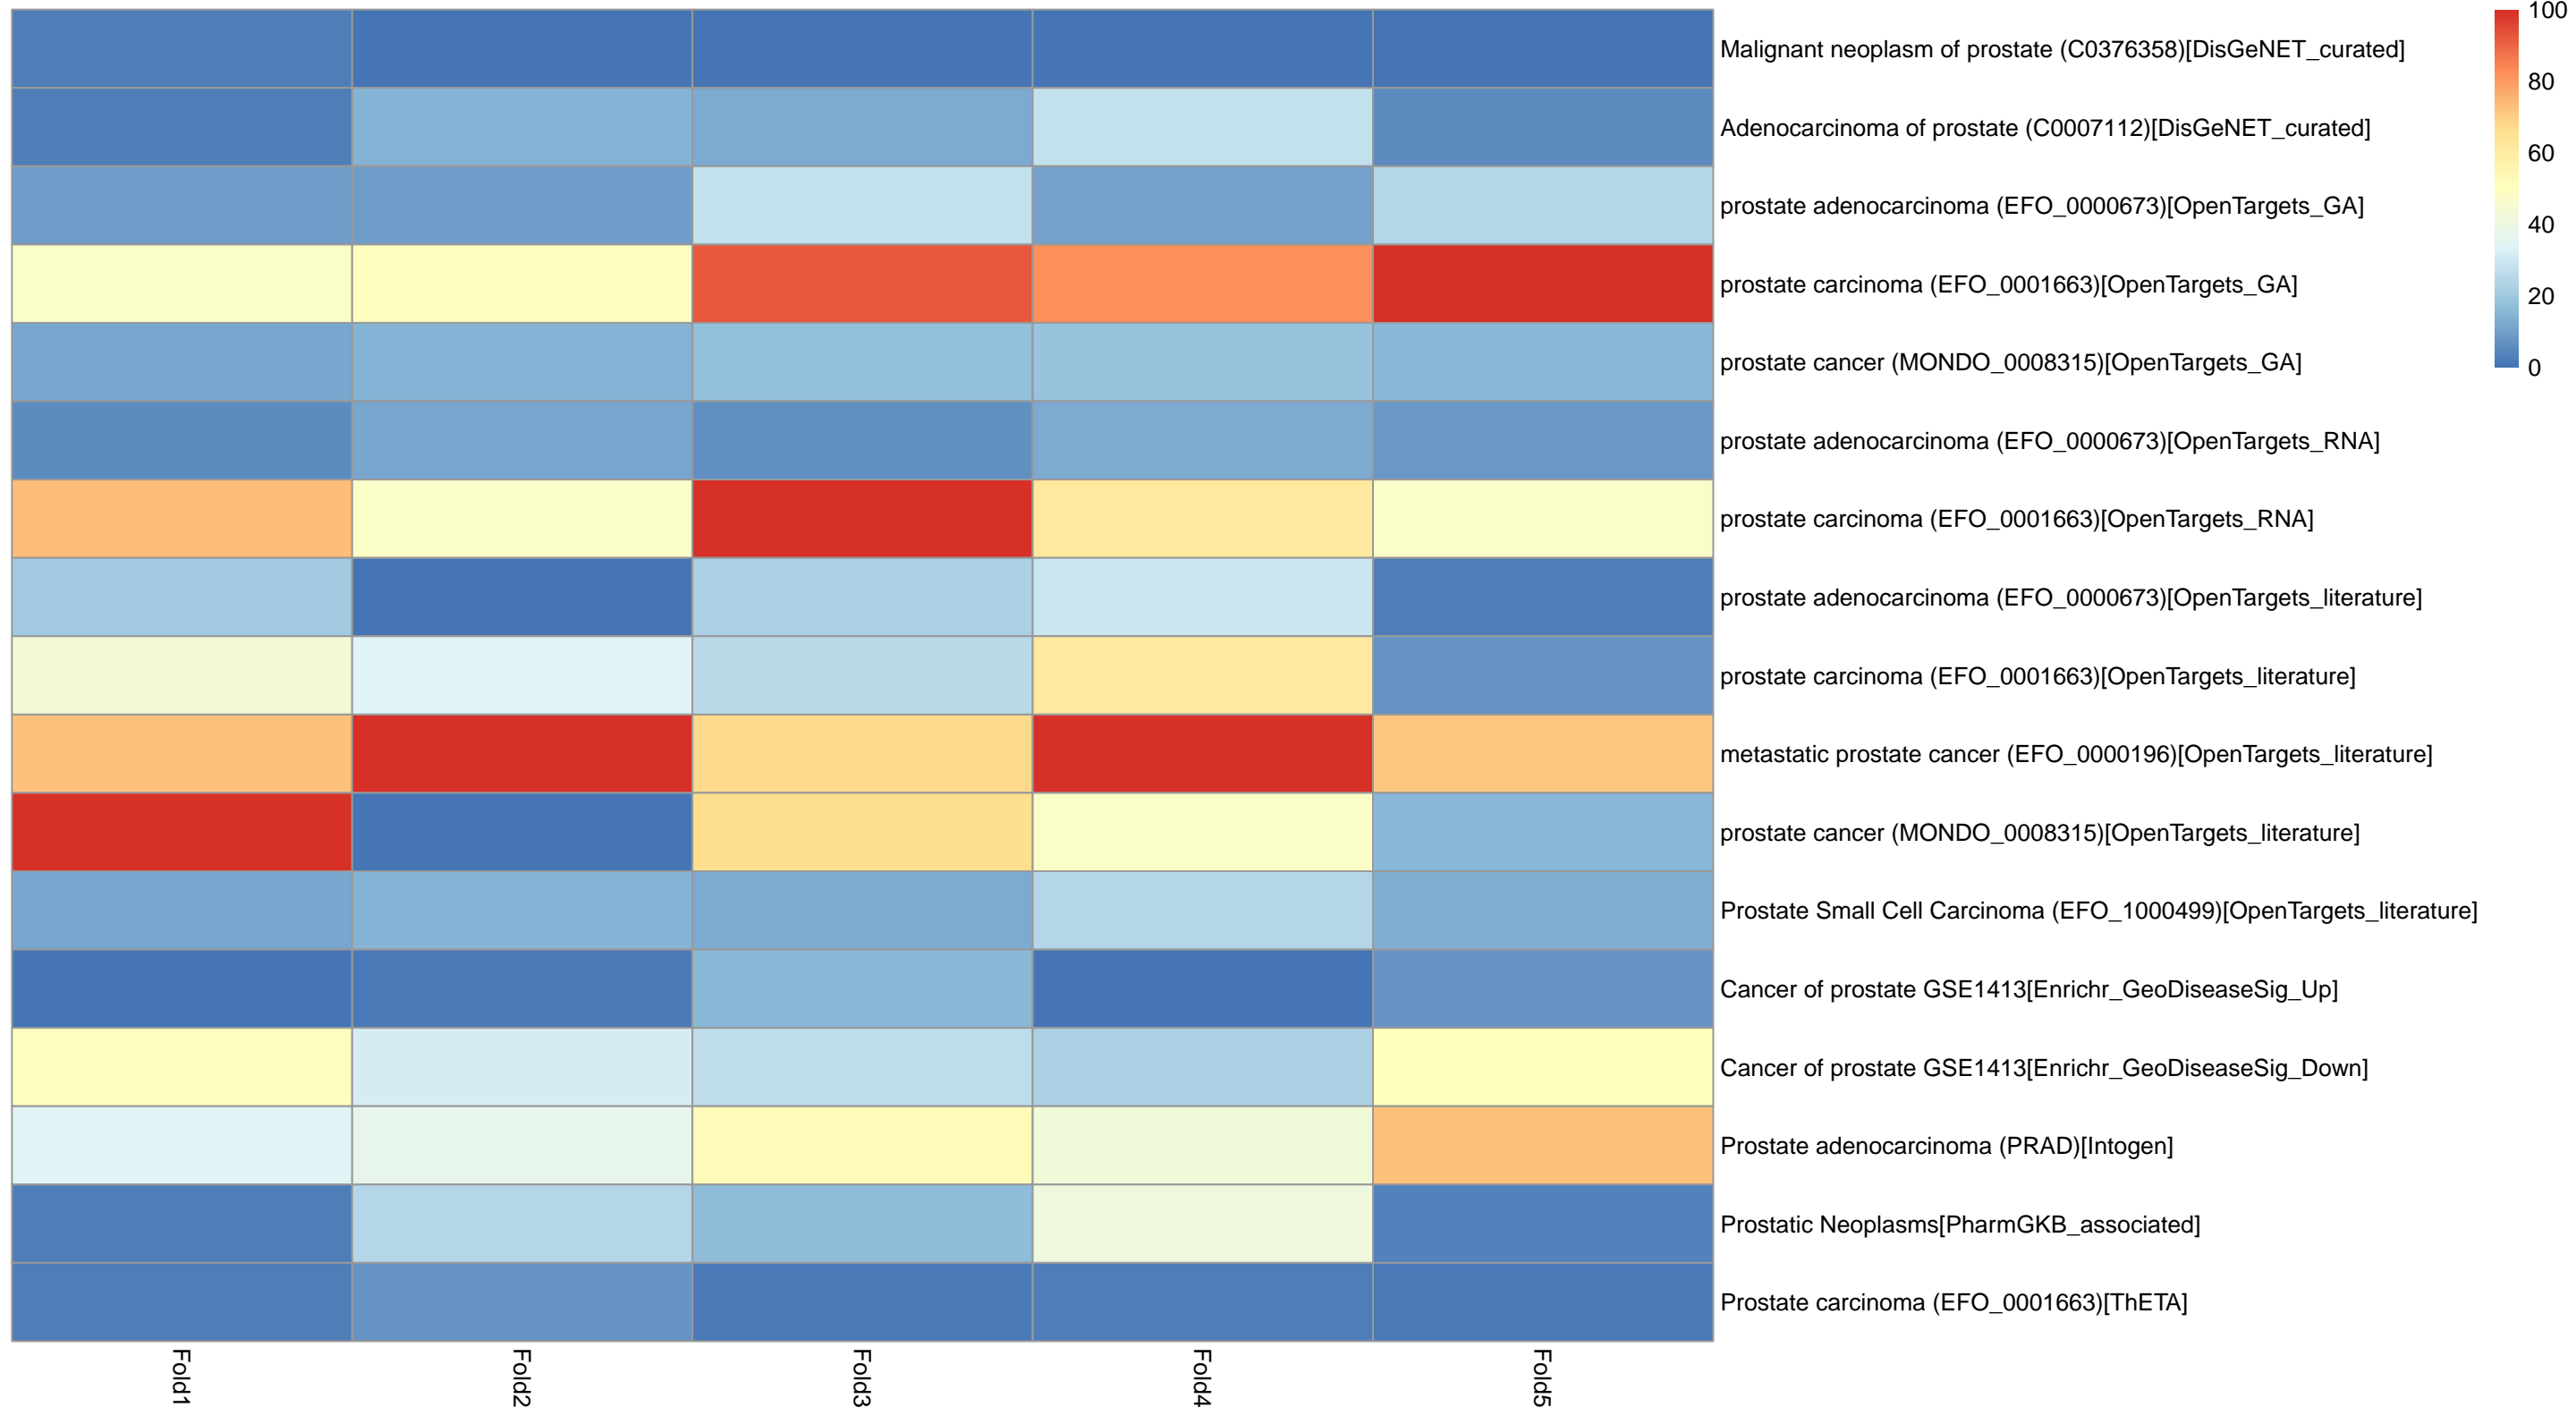 Malignant neoplasm of prostate (C0376358)[DisGeNET_curated]
Adenocarcinoma of prostate (C0007112)[DisGeNET_curated]
prostate adenocarcinoma (EFO_0000673)[OpenTargets_GA]
prostate carcinoma (EFO_0001663)[OpenTargets_GA]
prostate cancer (MONDO_0008315)[OpenTargets_GA]
prostate adenocarcinoma (EFO_0000673)[OpenTargets_RNA]
prostate carcinoma (EFO_0001663)[OpenTargets_RNA]
prostate adenocarcinoma (EFO_0000673)[OpenTargets_literature]
prostate carcinoma (EFO_0001663)[OpenTargets_literature]
metastatic prostate cancer (EFO_0000196)[OpenTargets_literature]
prostate cancer (MONDO_0008315)[OpenTargets_literature]
Prostate Small Cell Carcinoma (EFO_1000499)[OpenTargets_literature]
Cancer of prostate GSE1413[Enrichr_GeoDiseaseSig_Up]
Cancer of prostate GSE1413[Enrichr_GeoDiseaseSig_Down]
Prostate adenocarcinoma (PRAD)[Intogen]
Prostatic Neoplasms[PharmGKB_associated]
Prostate carcinoma (EFO_0001663)[ThETA]
Fold1
Fold2
Fold3
Fold4
Fold5
100
80
60
40
20
0